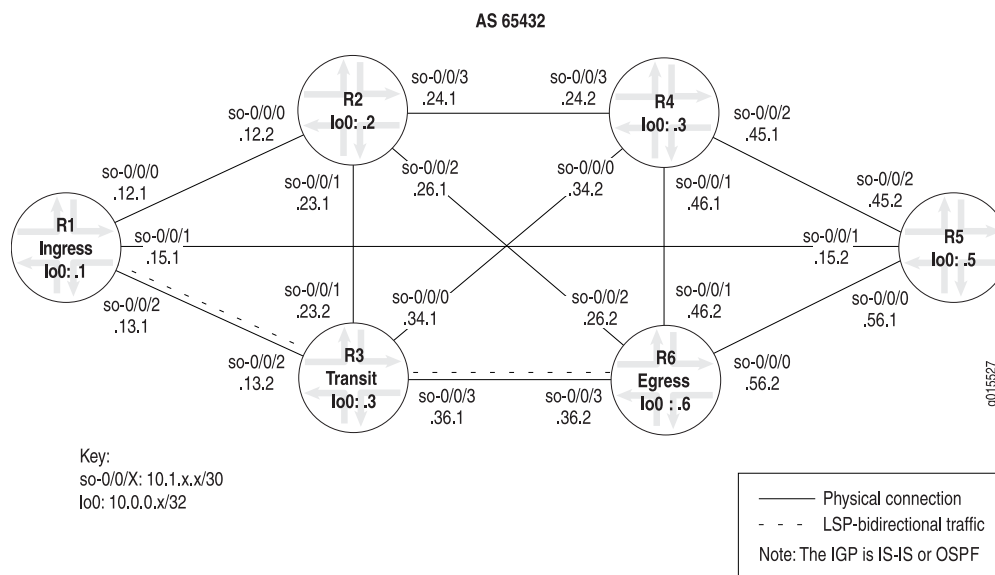 AS 65432
R2
lo0: .2
R4
lo0: .3
so-0/0/3
.24.1
so-0/0/3
.24.2
so-0/0/0
.12.2
so-0/0/2
.45.1
so-0/0/0
.12.1
so-0/0/1
.23.1
so-0/0/2
.26.1
so-0/0/0
.34.2
so-0/0/1
.46.1
so-0/0/2
.45.2
R1
Ingress
lo0: .1
so-0/0/1
.15.1
so-0/0/1
.15.2
R5
lo0: .5
so-0/0/2
.13.1
so-0/0/1
.23.2
so-0/0/0
.34.1
so-0/0/2
.26.2
so-0/0/1
.46.2
so-0/0/0
.56.1
so-0/0/2
.13.2
R3
Transit
lo0: .3
R6
Egress
lo0 : .6
so-0/0/0
.56.2
so-0/0/3
.36.1
so-0/0/3
.36.2
g015527
Key:
so-0/0/X: 10.1.x.x/30
lo0: 10.0.0.x/32
Physical connection
LSP-bidirectional traffic
Note: The IGP is IS-IS or OSPF